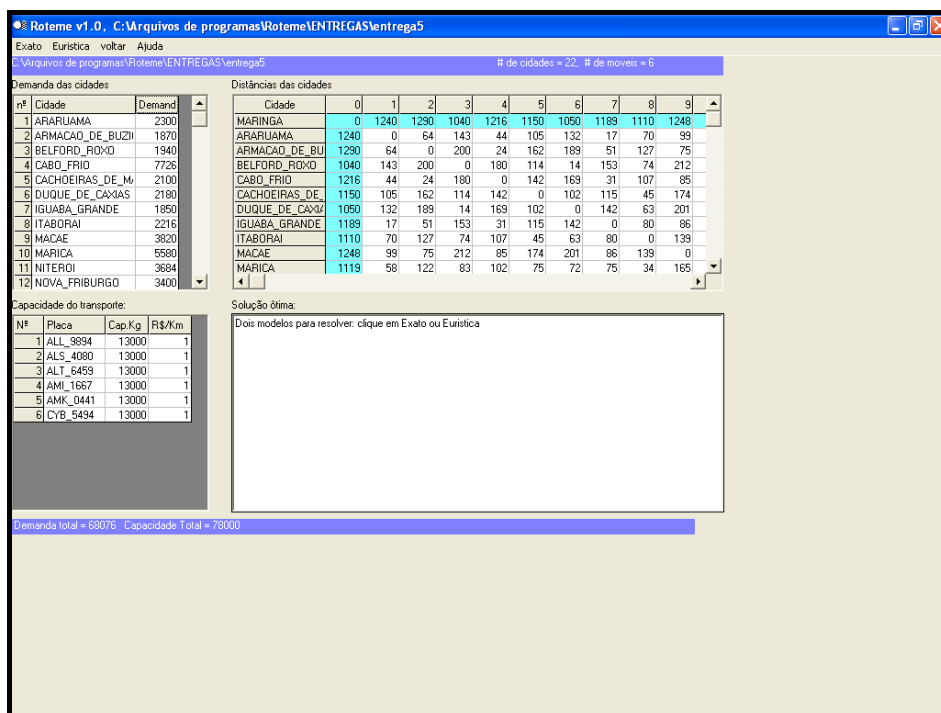 Roteme v1.0, C:\Arquivos de programas\Roteme\ENTREGAS\entrega5
Exato Euristica voltar Ajuda
C:\Arquivos de programas\Roteme\ENTREGAS\entrega5 # de cidades = 22, # de moveis = 6
Demanda das cidades
nº Cidade Demand
1 ARARUAMA 2300
2 ARMACAO_DE_BUZI
1870
3 BELFORD_ROXO 1940
4 CABO_FRIO 7726
5 CACHOEIRAS_DE_M
2100
6 DUQUE_DE_CAXIAS 2180
7 IGUABA_GRANDE 1850
8 ITABORAI 2216
9 MACAE 3820
10 MARICA 5580
11 NITEROI 3684
12 NOVA_FRIBURGO 3400
Distâncias das cidades
Cidade 0 1 2 3 4 5 6 7 8 9
MARINGA 0 1240 1290 1040 1216 1150 1050 1189 1110 1248
ARARUAMA 1240 0 64 143 44 105 132 17 70 99
ARMACAO_DE_BU 1290 64 0 200 24 162 189 51 127 75
BELFORD_ROXO 1040 143 200 0 180 114 14 153 74 212
CABO_FRIO 1216 44 24 180 0 142 169 31 107 85
CACHOEIRAS_DE_ 1150 105 162 114 142 0 102 115 45 174
DUQUE_DE_CAXIA 1050 132 189 14 169 102 0 142 63 201
IGUABA_GRANDE 1189 17 51 153 31 115 142 0 80 86
ITABORAI 1110 70 127 74 107 45 63 80 0 139
MACAE 1248 99 75 212 85 174 201 86 139 0
MARICA 1119 58 122 83 102 75 72 75 34 165
Capacidade do transporte:
Nº Placa Cap.Kg R$/Km
1 ALL_9894 13000 1
2 ALS_4080 13000 1
3 ALT_6459 13000 1
4 AMI_1667 13000 1
5 AMK_0441 13000 1
6 CYB_5494 13000 1
Solução ôtima:
Dois modelos para resolver: clique em Exato ou Euristica
Demanda total = 68076 Capacidade Total = 78000